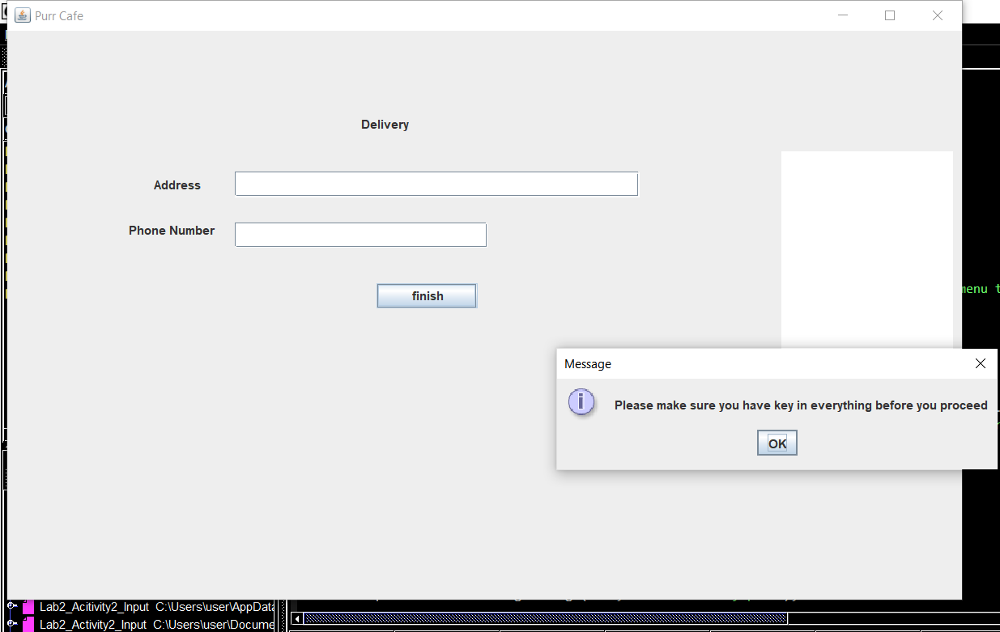 Purr Cafe
Delivery
Address
Phone Number
finish
menu
Message
i
Please make sure you have key in everything before you proceed
OK
Lab2_Acitivity2_Input C:\Users\user\AppData
Lab2_Acitivity2_Input C:\Users\user\Docume